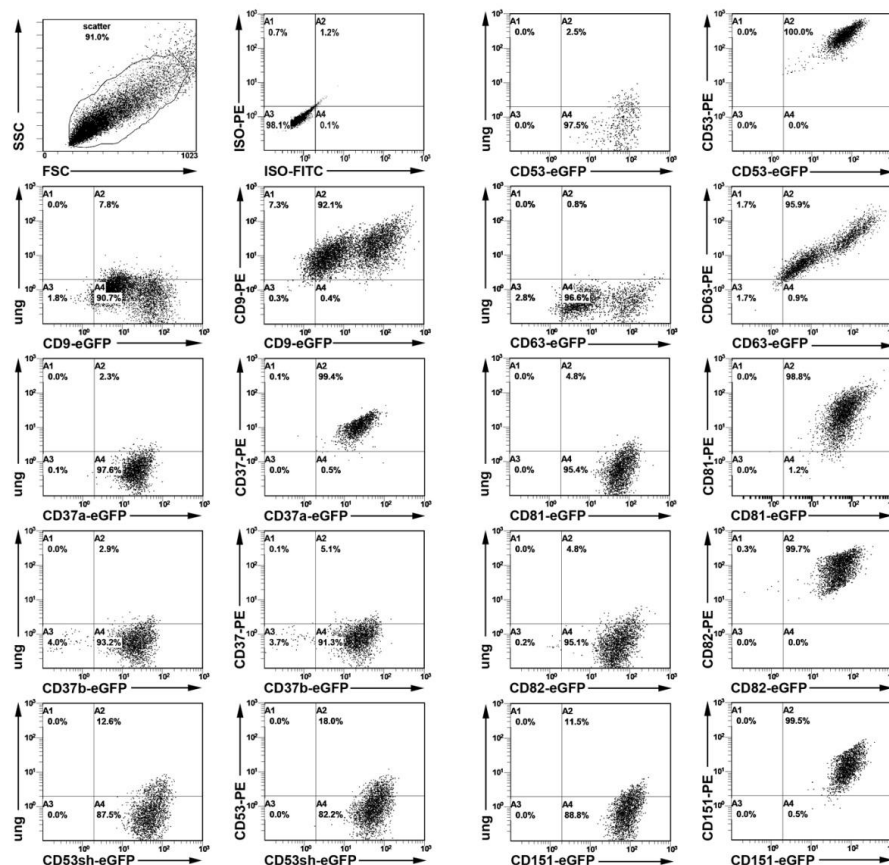 scatter
91.0%
SSC
0
1023
FSC
A1
0.7%
A2
1.2%
A3
98.1%
A4
0.1%
ISO-PE
ISO-FITC
A1
0.0%
A2
2.5%
A3
0.0%
A4
97.5%
ung
CD53-eGFP
A1
0.0%
A2
100.0%
A3
0.0%
A4
0.0%
CD53-PE
CD53-eGFP
A1
0.0%
A2
7.8%
A3
1.8%
A4
90.7%
ung
CD9-eGFP
A1
7.3%
A2
92.1%
A3
0.3%
A4
0.4%
CD9-PE
CD9-eGFP
A1
0.0%
A2
0.8%
A3
2.8%
A4
96.6%
ung
CD63-eGFP
A1
1.7%
A2
95.9%
A3
1.7%
A4
0.9%
CD63-PE
CD63-eGFP
A1
0.0%
A2
2.3%
A3
0.1%
A4
97.6%
ung
CD37a-eGFP
A1
0.1%
A2
99.4%
A3
0.0%
A4
0.5%
CD37-PE
CD37a-eGFP
A1
0.0%
A2
4.8%
A3
0.0%
A4
95.4%
ung
CD81-eGFP
A1
0.0%
A2
98.8%
A3
0.0%
A4
1.2%
CD81-PE
CD81-eGFP
A1
0.0%
A2
2.9%
A3
4.0%
A4
93.2%
ung
CD37b-eGFP
A1
0.1%
A2
5.1%
A3
3.7%
A4
91.3%
CD37-PE
CD37b-eGFP
A1
0.0%
A2
4.8%
A3
0.2%
A4
95.1%
ung
CD82-eGFP
A1
0.3%
A2
99.7%
A3
0.0%
A4
0.0%
CD82-PE
CD82-eGFP
A1
0.0%
A2
12.6%
A3
0.0%
A4
87.5%
ung
CD53sh-eGFP
A1
0.0%
A2
18.0%
A3
0.0%
A4
82.2%
CD53-PE
CD53sh-eGFP
A1
0.0%
A2
11.5%
A3
0.0%
A4
88.8%
ung
CD151-eGFP
A1
0.0%
A2
99.5%
A3
0.0%
A4
0.5%
CD151-PE
CD151-eGFP